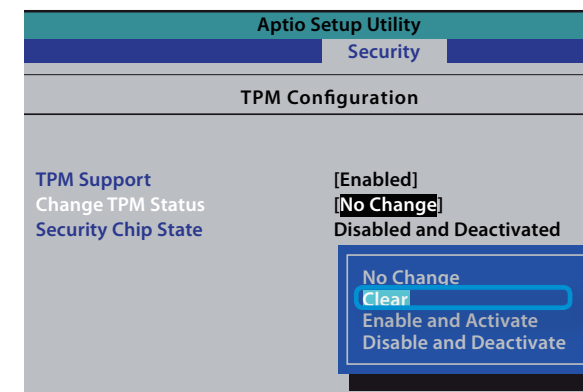 Aptio Setup Utility
Security
TPM Configuration
TPM Support [Enabled]
Change TPM Status [No Change]
Security Chip State Disabled and Deactivated
No Change
Clear
Enable and Activate
Disable and Deactivate